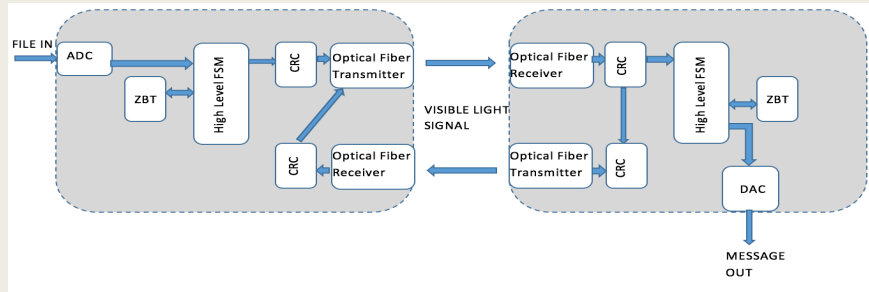 FILE IN
ADC
ZBT
High Level FSM
CRC
Optical Fiber
Transmitter
CRC
Optical Fiber
Receiver
VISIBLE LIGHT
SIGNAL
Optical Fiber
Receiver
CRC
High Level FSM
ZBT
Optical Fiber
Transmitter
CRC
DAC
MESSAGE
OUT